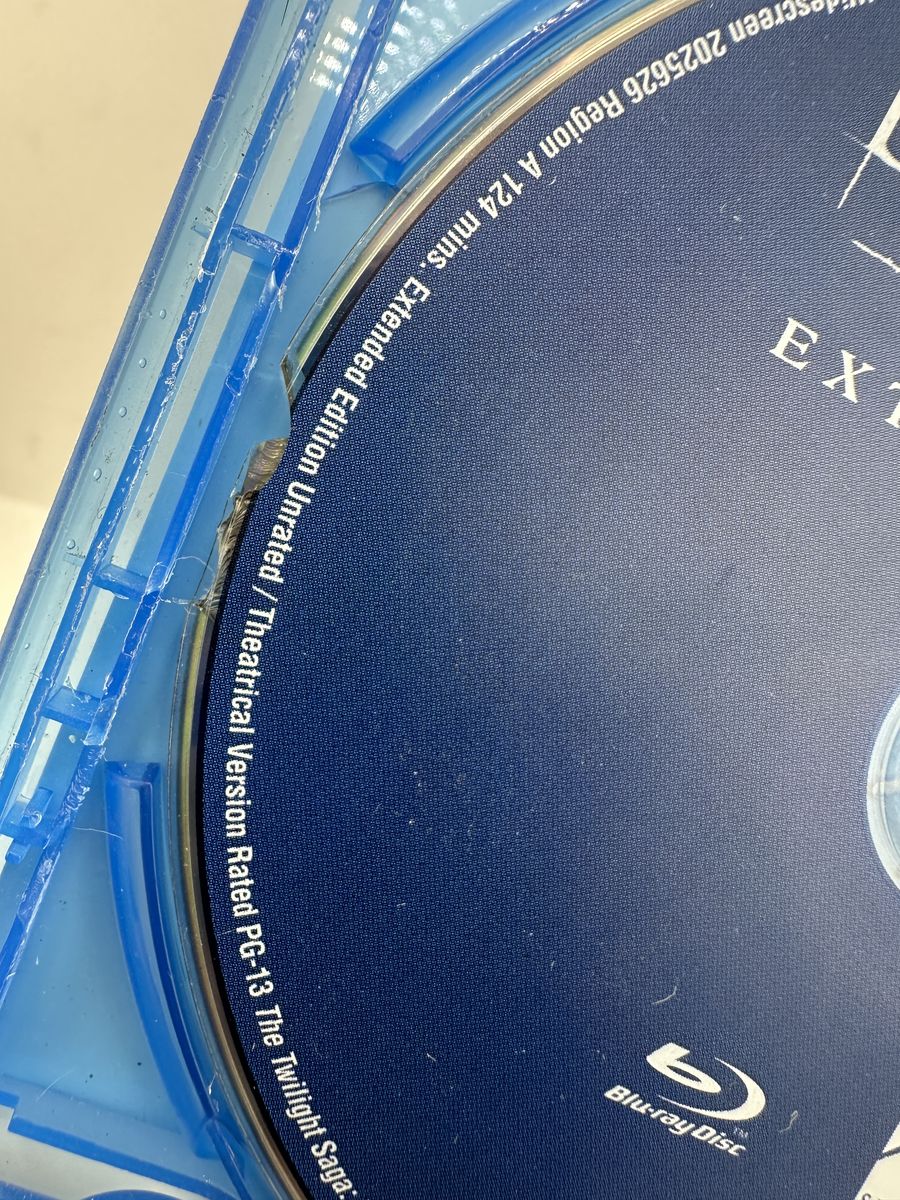 Widescreen 2025626 Region A 124 mins. Extended Edition Unrated / Theatrical Version Rated PG-13 The Twilight Saga:
EXT
Blu-ray Disc
TM